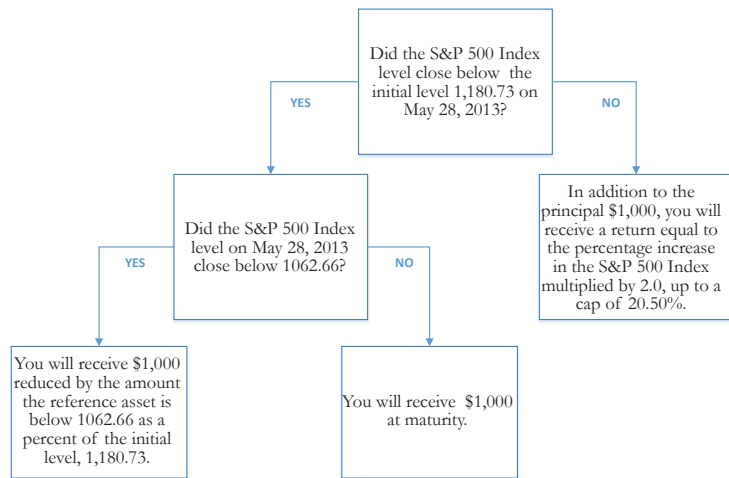 Did the S&P 500 Index
level close below the
initial level 1,180.73 on
May 28, 2013?
YES
NO
Did the S&P 500 Index
level on May 28, 2013
close below 1062.66?
In addition to the
principal $1,000, you will
receive a return equal to
the percentage increase
in the S&P 500 Index
multiplied by 2.0, up to a
cap of 20.50%.
YES
NO
You will receive $1,000
reduced by the amount
the reference asset is
below 1062.66 as a
percent of the initial
level, 1,180.73.
You will receive $1,000
at maturity.